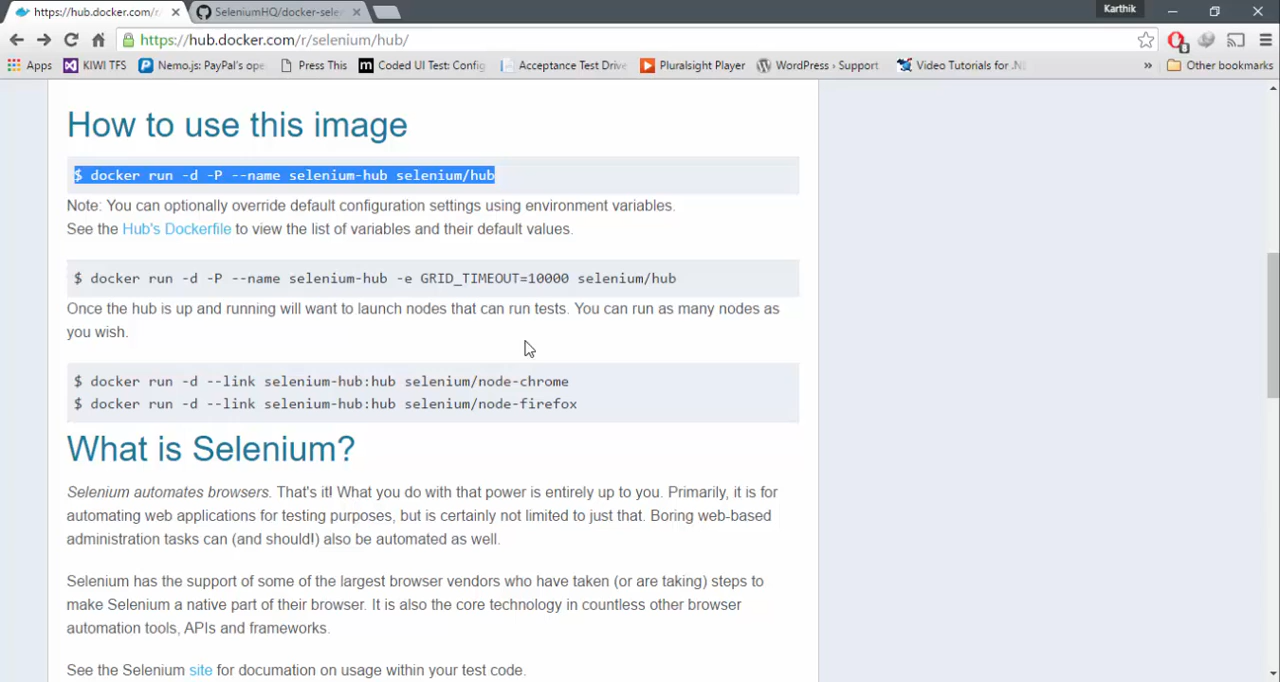 https://hub.docker.com/r/
SeleniumHQ/docker-sele
Karthik
https://hub.docker.com/r/selenium/hub/
Apps
KIWI TFS
Nemo.js: PayPal's ope
Press This
Coded UI Test: Config
Acceptance Test Drive
Pluralsight Player
WordPress › Support
Video Tutorials for .N
»
Other bookmarks
How to use this image
$ docker run -d -P --name selenium-hub selenium/hub
Note: You can optionally override default configuration settings using environment variables.
See the Hub's Dockerfile to view the list of variables and their default values.
$ docker run -d -P --name selenium-hub -e GRID_TIMEOUT=10000 selenium/hub
Once the hub is up and running will want to launch nodes that can run tests. You can run as many nodes as
you wish.
$ docker run -d --link selenium-hub:hub selenium/node-chrome
$ docker run -d --link selenium-hub:hub selenium/node-firefox
What is Selenium?
Selenium automates browsers. That's it! What you do with that power is entirely up to you. Primarily, it is for
automating web applications for testing purposes, but is certainly not limited to just that. Boring web-based
administration tasks can (and should!) also be automated as well.
Selenium has the support of some of the largest browser vendors who have taken (or are taking) steps to
make Selenium a native part of their browser. It is also the core technology in countless other browser
automation tools, APIs and frameworks.
See the Selenium site for documation on usage within your test code.